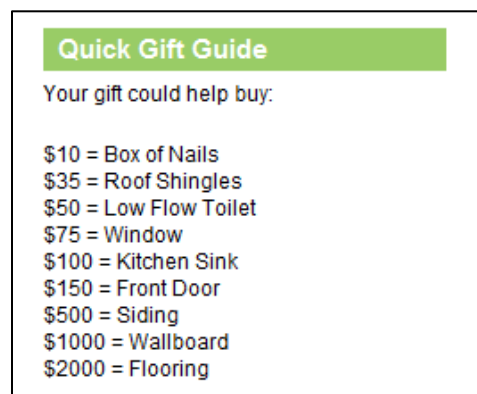 Quick Gift Guide
Your gift could help buy:
$10 = Box of Nails
$35 = Roof Shingles
$50 = Low Flow Toilet
$75 = Window
$100 = Kitchen Sink
$150 = Front Door
$500 = Siding
$1000 = Wallboard
$2000 = Flooring